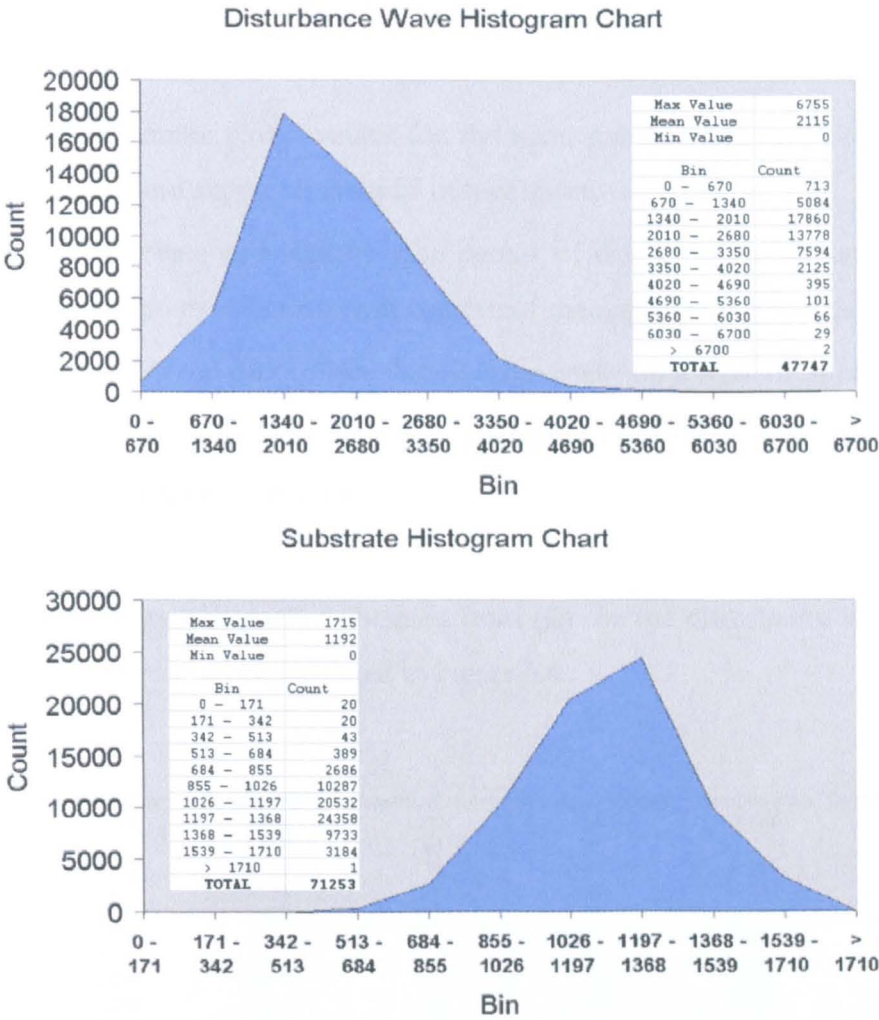 Disturbance Wave Histogram Chart
20000
18000
16000
14000
12000
10000
8000
6000
4000
2000
0
Count
Max Value 6755
Mean Value 2115
Min Value 0
Bin Count
0 - 670 713
670 - 1340 5084
1340 - 2010 17860
2010 - 2680 13778
2680 - 3350 7594
3350 - 4020 2125
4020 - 4690 395
4690 - 5360 101
5360 - 6030 66
6030 - 6700 29
> 6700 2
TOTAL 47747
0 - 670 - 1340 - 2010 - 2680 - 3350 - 4020 - 4690 - 5360 - 6030 - >
670 1340 2010 2680 3350 4020 4690 5360 6030 6700 6700
Bin
Substrate Histogram Chart
30000
25000
20000
15000
10000
5000
0
Count
Max Value 1715
Mean Value 1192
Min Value 0
Bin Count
0 - 171 20
171 - 342 20
342 - 513 43
513 - 684 389
684 - 855 2686
855 - 1026 10287
1026 - 1197 20532
1197 - 1368 24358
1368 - 1539 9733
1539 - 1710 3184
> 1710 1
TOTAL 71253
0 - 171 - 342 - 513 - 684 - 855 - 1026 - 1197 - 1368 - 1539 - >
171 342 513 684 855 1026 1197 1368 1539 1710 1710
Bin